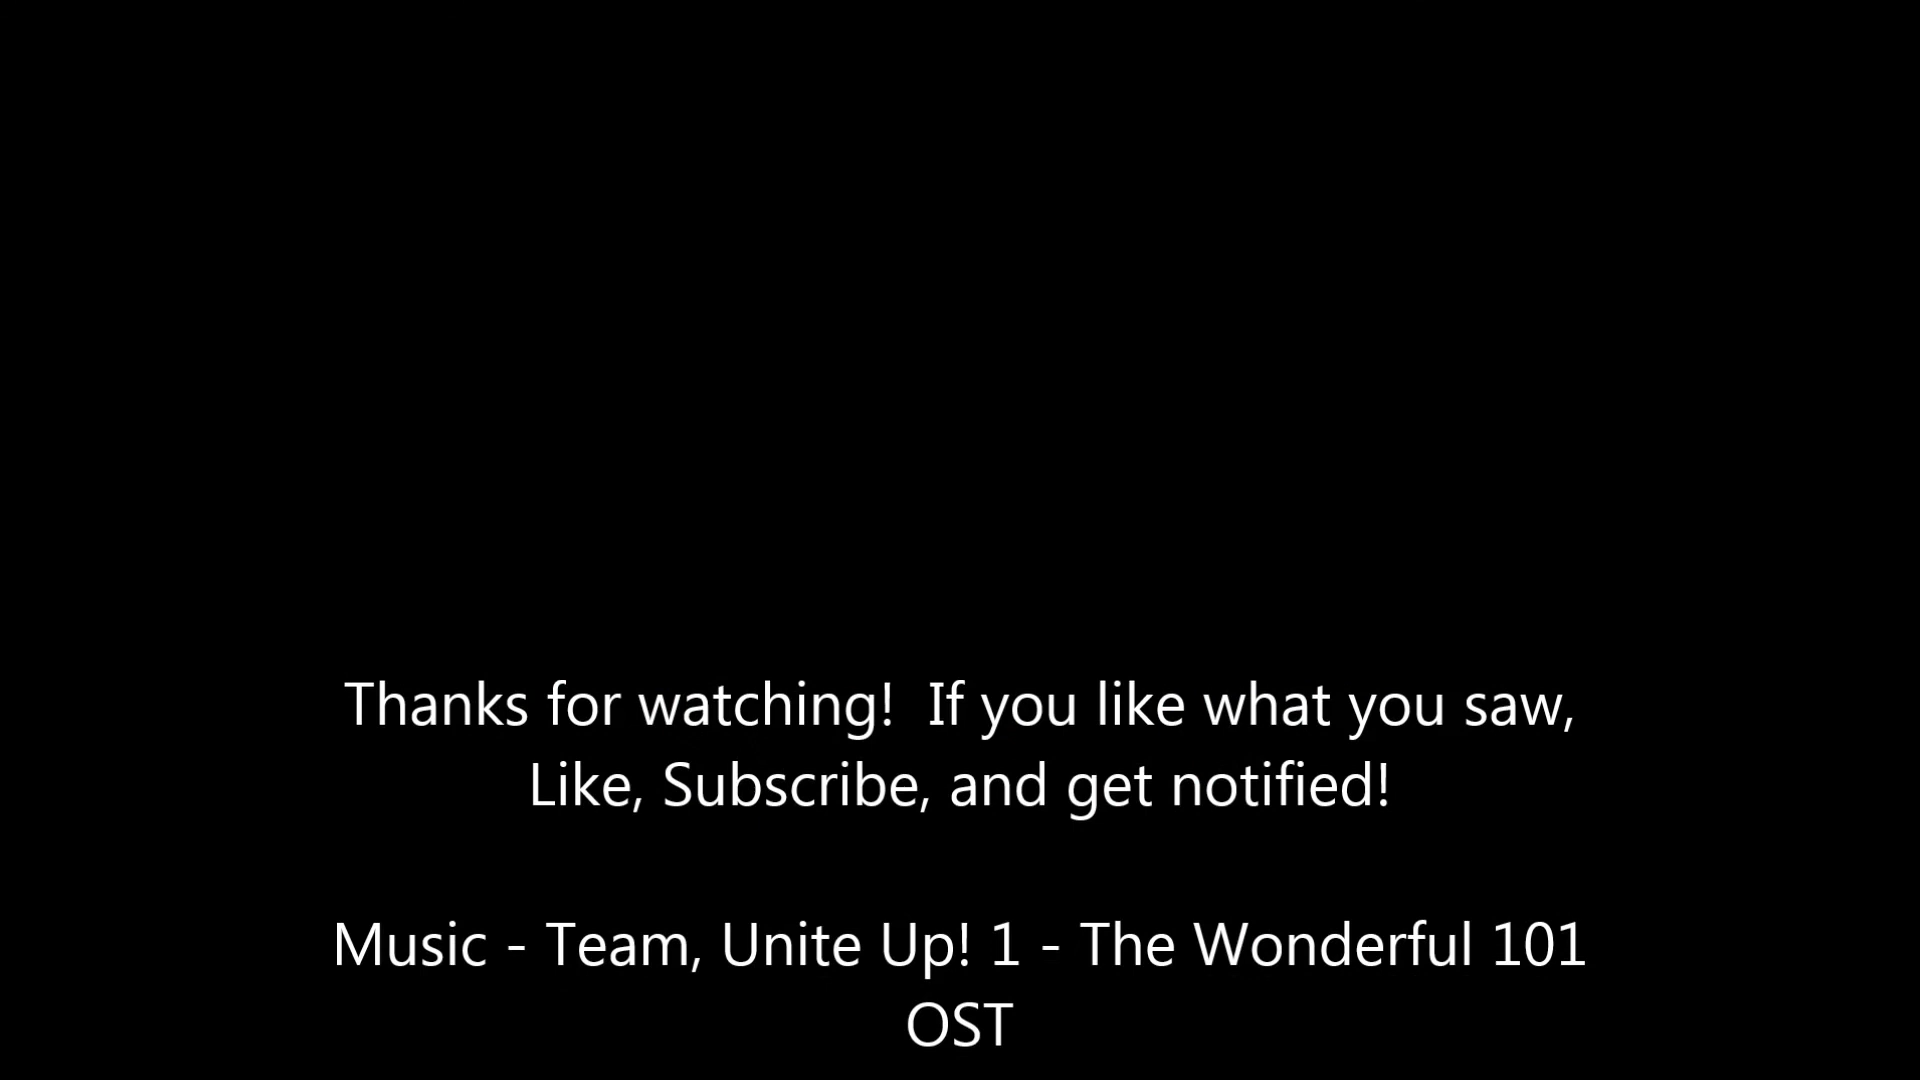 Thanks for watching!  If you like what you saw,
Like, Subscribe, and get notified!
Music - Team, Unite Up! 1 - The Wonderful 101
OST